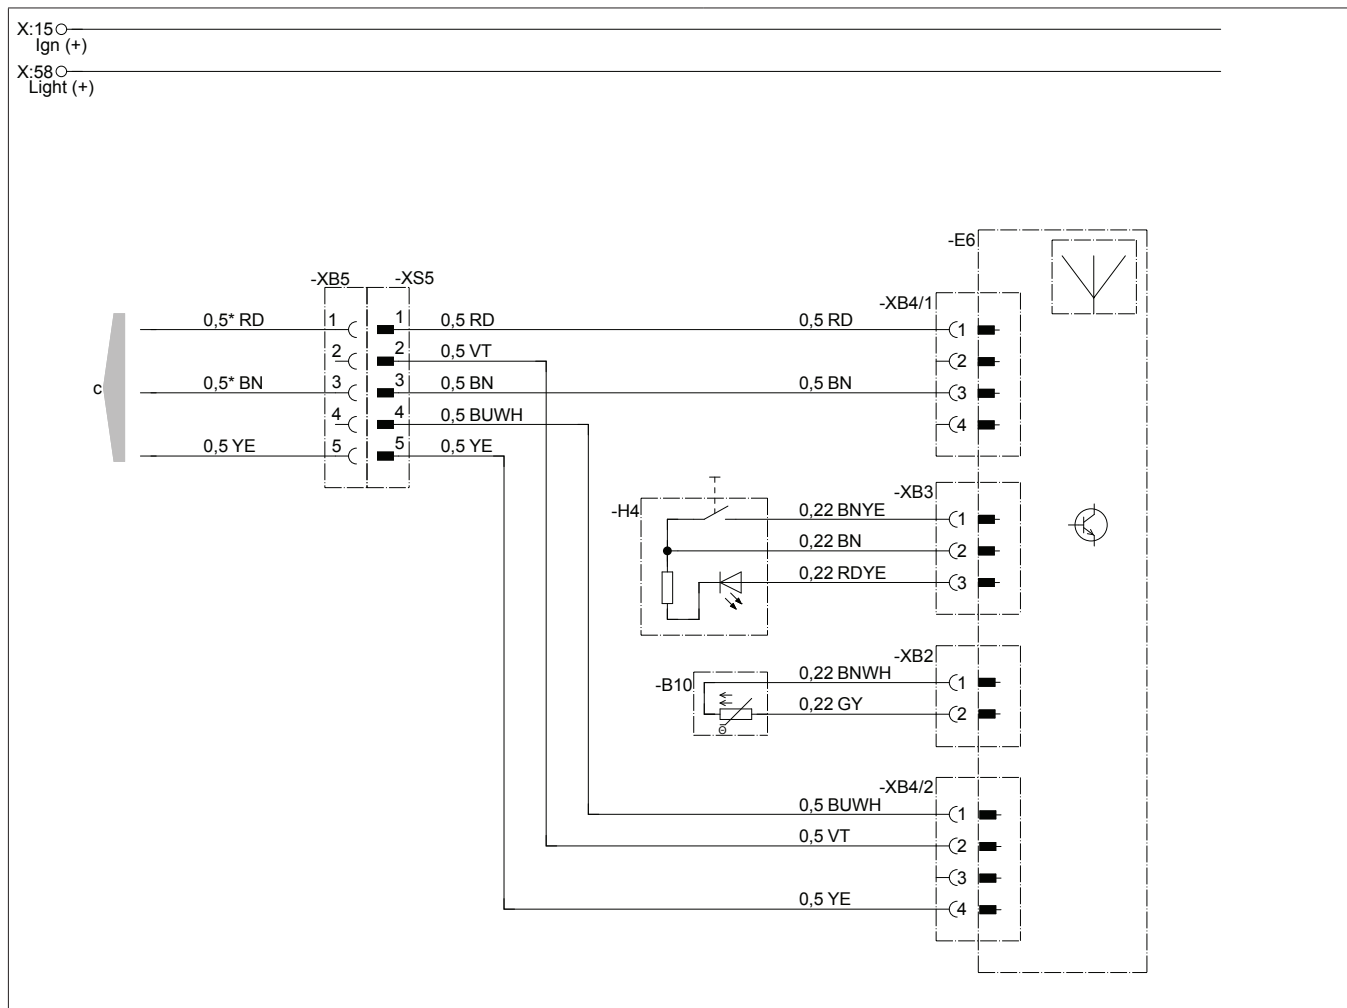 X:15
Ign (+)
X:58
Light (+)
-E6
-XB5 -XS5
-XB4/1
0,5* RD 1 1 0,5 RD 0,5 RD 1
2 2 0,5 VT 2
c 0,5* BN 3 3 0,5 BN 0,5 BN 3
4 4 0,5 BUWH 4
0,5 YE 5 5 0,5 YE
-XB3
-H4 0,22 BNYE 1
0,22 BN 2
0,22 RDYE 3
-XB2
-B10 0,22 BNWH 1
0,22 GY 2
Θ
-XB4/2
0,5 BUWH 1
0,5 VT 2
3
0,5 YE 4